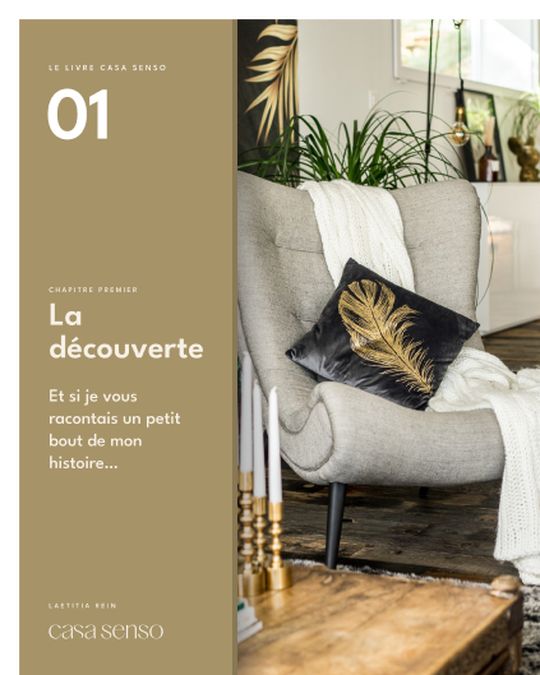 LE LIVRE CASA SENSO
01
CHAPITRE PREMIER
La
découverte
Et si je vous
racontais un petit
bout de mon
histoire...
LAETITIA REIN
casa senso